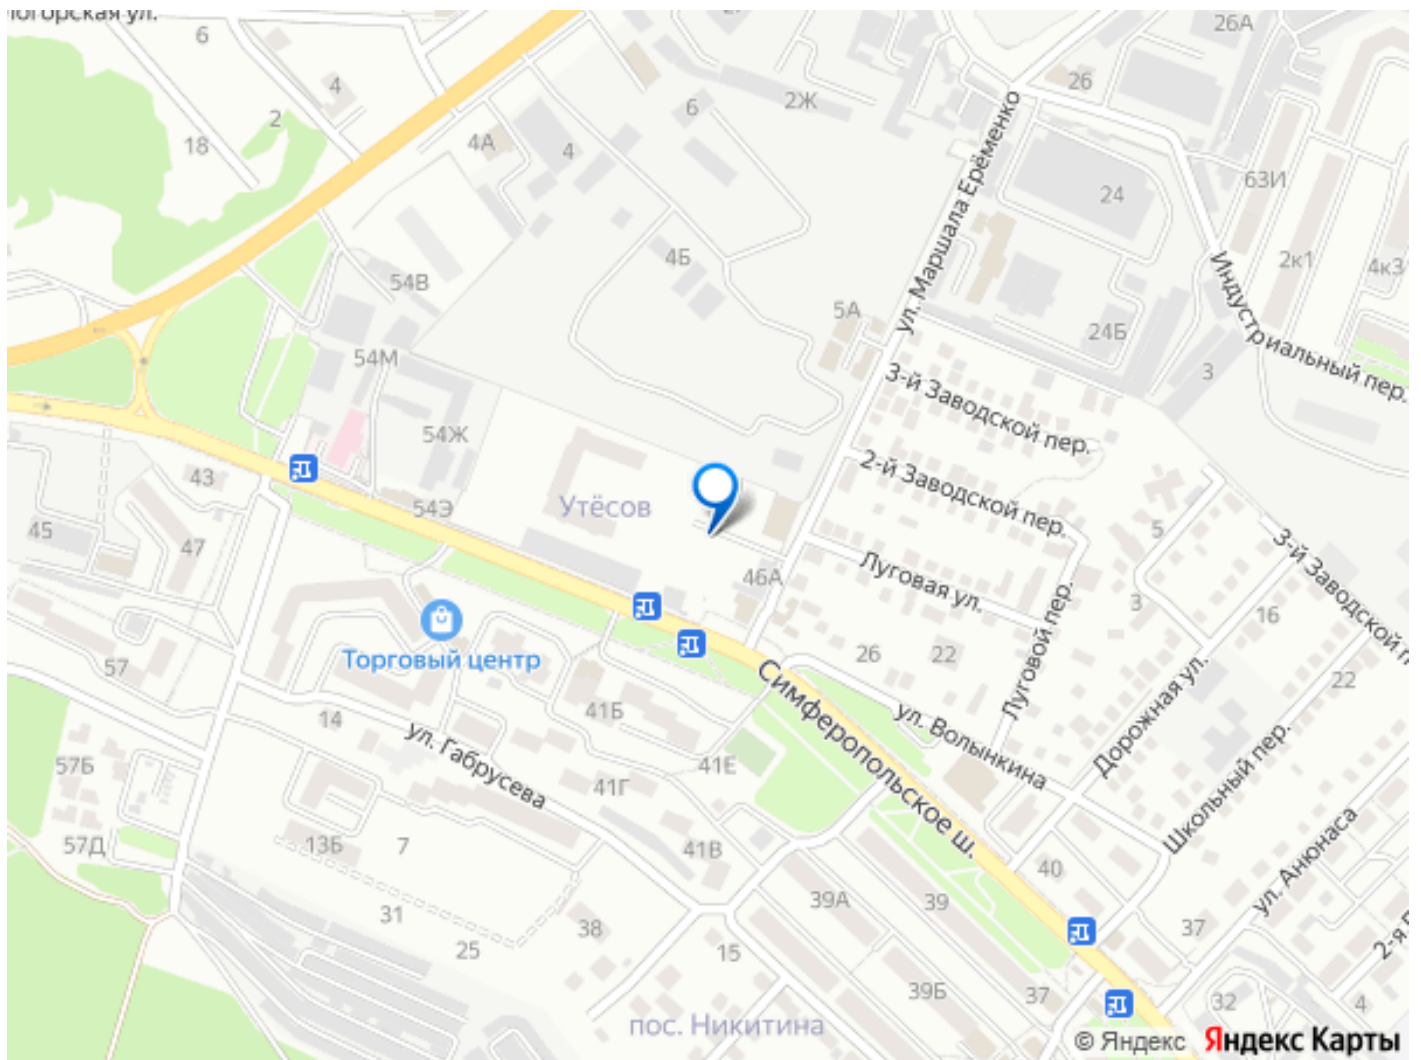 6
4
2
18
4А
4
6
2Ж
26А
26
24
63И
2к1
4к3
4Б
54В
54М
5А
24Б
3
ул. Маршала Ерёменко
Индустриальный пер.
3-й Заводской пер.
2-й Заводской пер.
54Ж
54Э
43
45
47
Утёсов
46А
Луговая ул.
Луговой пер.
5
3
16
22
3-й Заводской
Торговый центр
57
14
ул. Габрусева
41Б
41Г
41Е
41В
26
22
ул. Волынкина
Симферопольское ш.
Дорожная ул.
Школьный пер.
ул. Анюнаса
57Б
57Д
13Б
7
31
25
38
15
39А
39
39Б
37
40
37
32
4
2-я
пос. Никитина
© Яндекс Яндекс Карты